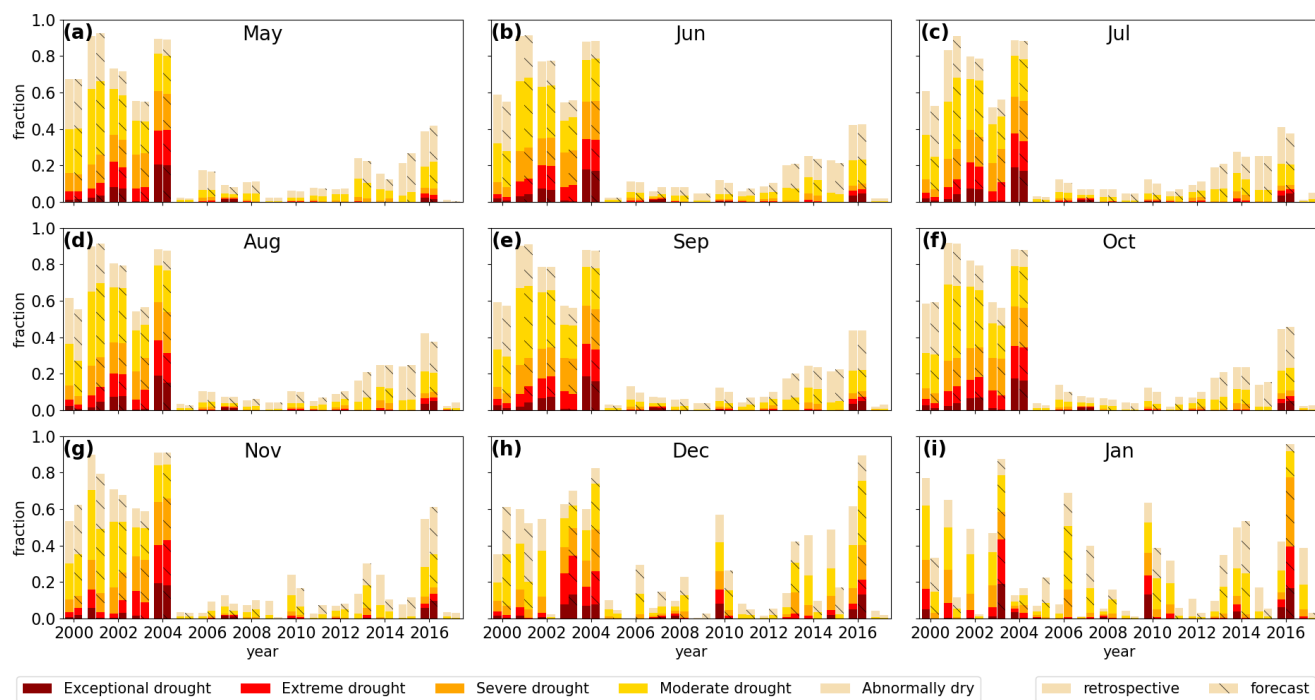 (a) May (b) Jun (c) Jul
1.0
0.8
0.6
0.4
0.2
0.0
fraction
(d) Aug (e) Sep (f) Oct
1.0
0.8
0.6
0.4
0.2
0.0
fraction
(g) Nov (h) Dec (i) Jan
1.0
0.8
0.6
0.4
0.2
0.0
fraction
2000 2002 2004 2006 2008 2010 2012 2014 2016 2000 2002 2004 2006 2008 2010 2012 2014 2016 2000 2002 2004 2006 2008 2010 2012 2014 2016
year year year
Exceptional drought Extreme drought Severe drought Moderate drought Abnormally dry retrospective forecast